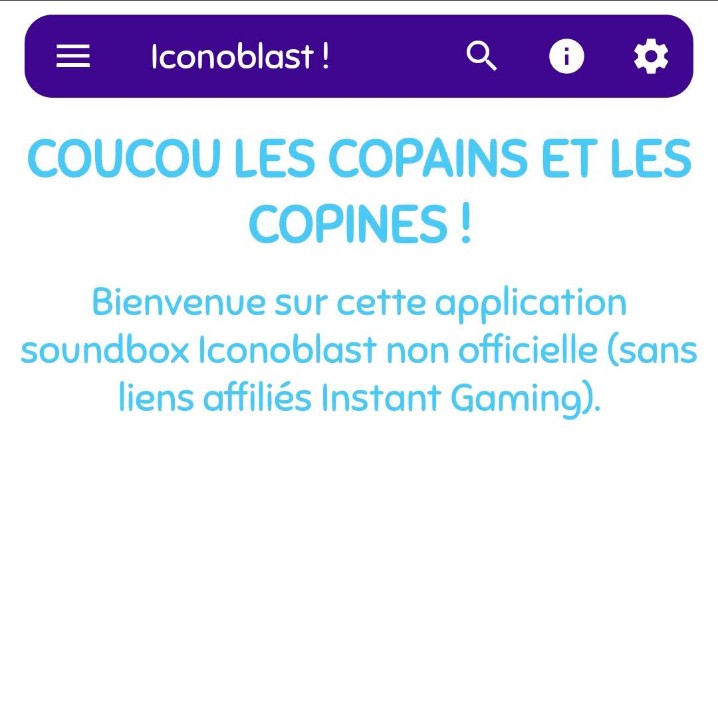 Iconoblast !
COUCOU LES COPAINS ET LES
COPINES !
Bienvenue sur cette application
soundbox Iconoblast non officielle (sans
liens affiliés Instant Gaming).